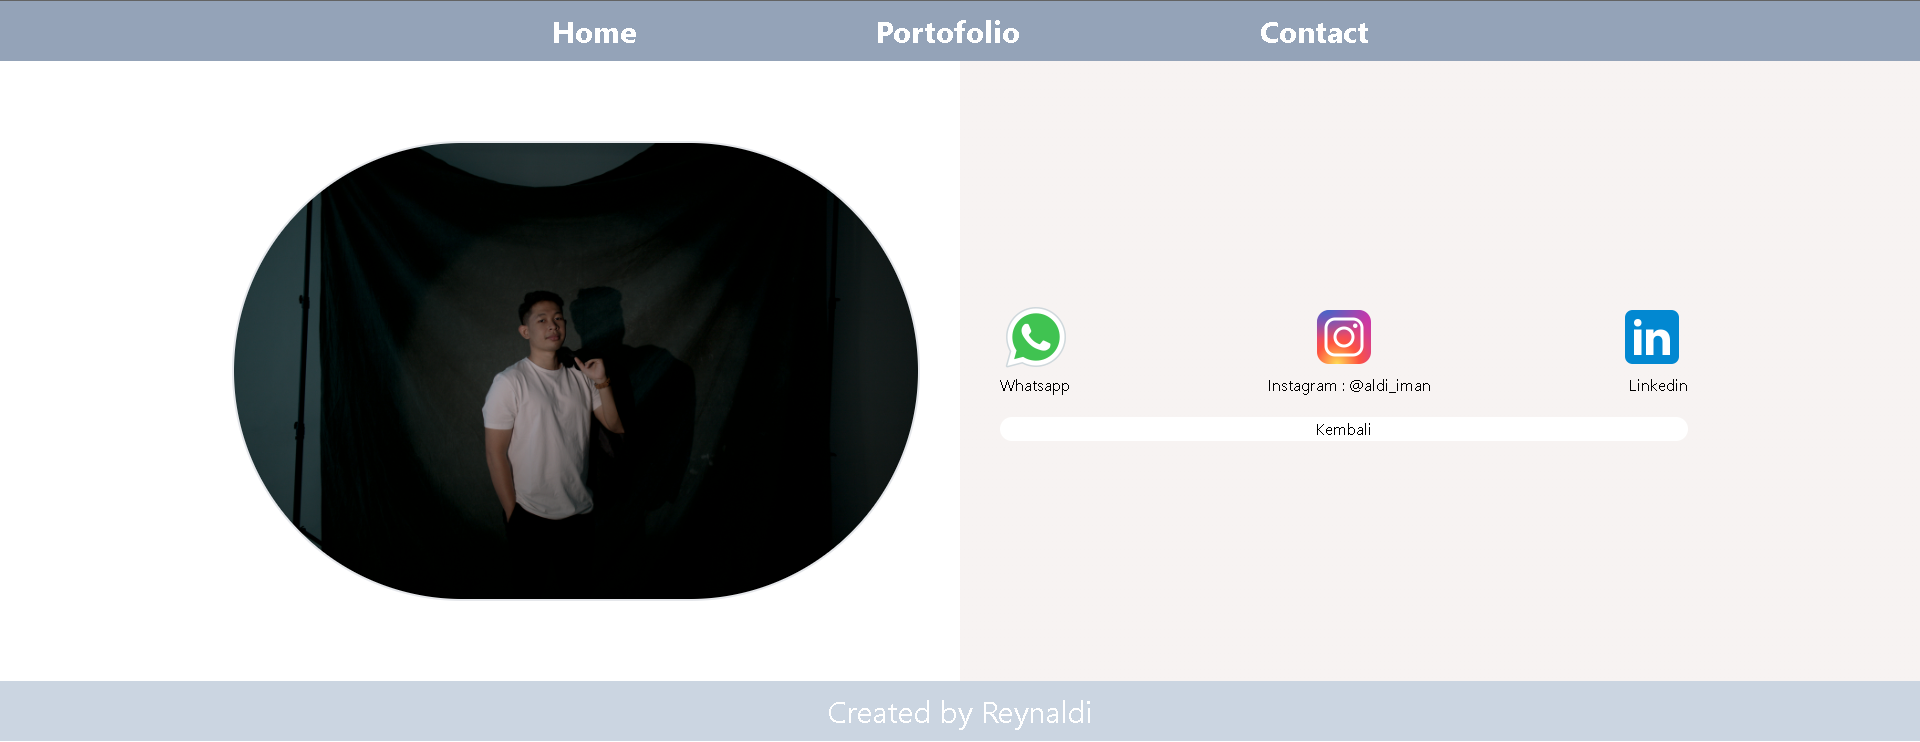 Home Portofolio Contact
Whatsapp Instagram : @aldi_iman Linkedin
Kembali
Created by Reynaldi